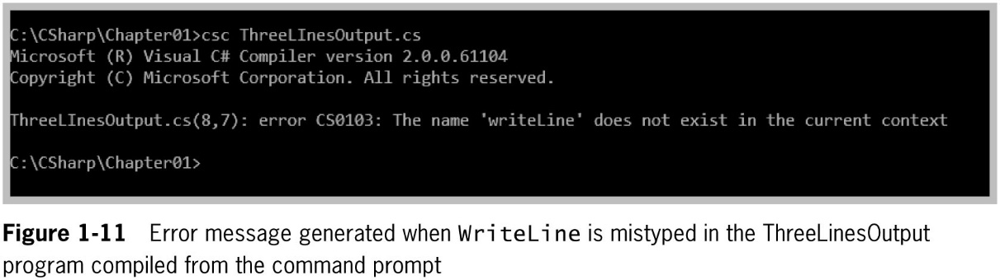 C:\CSharp\Chapter01>csc ThreeLInesOutput.cs
Microsoft (R) Visual C# Compiler version 2.0.0.61104
Copyright (C) Microsoft Corporation. All rights reserved.
ThreeLInesOutput.cs(8,7): error CS0103: The name 'writeLine' does not exist in the current context
C:\CSharp\Chapter01>
Figure 1-11 Error message generated when WriteLine is mistyped in the ThreeLinesOutput
program compiled from the command prompt